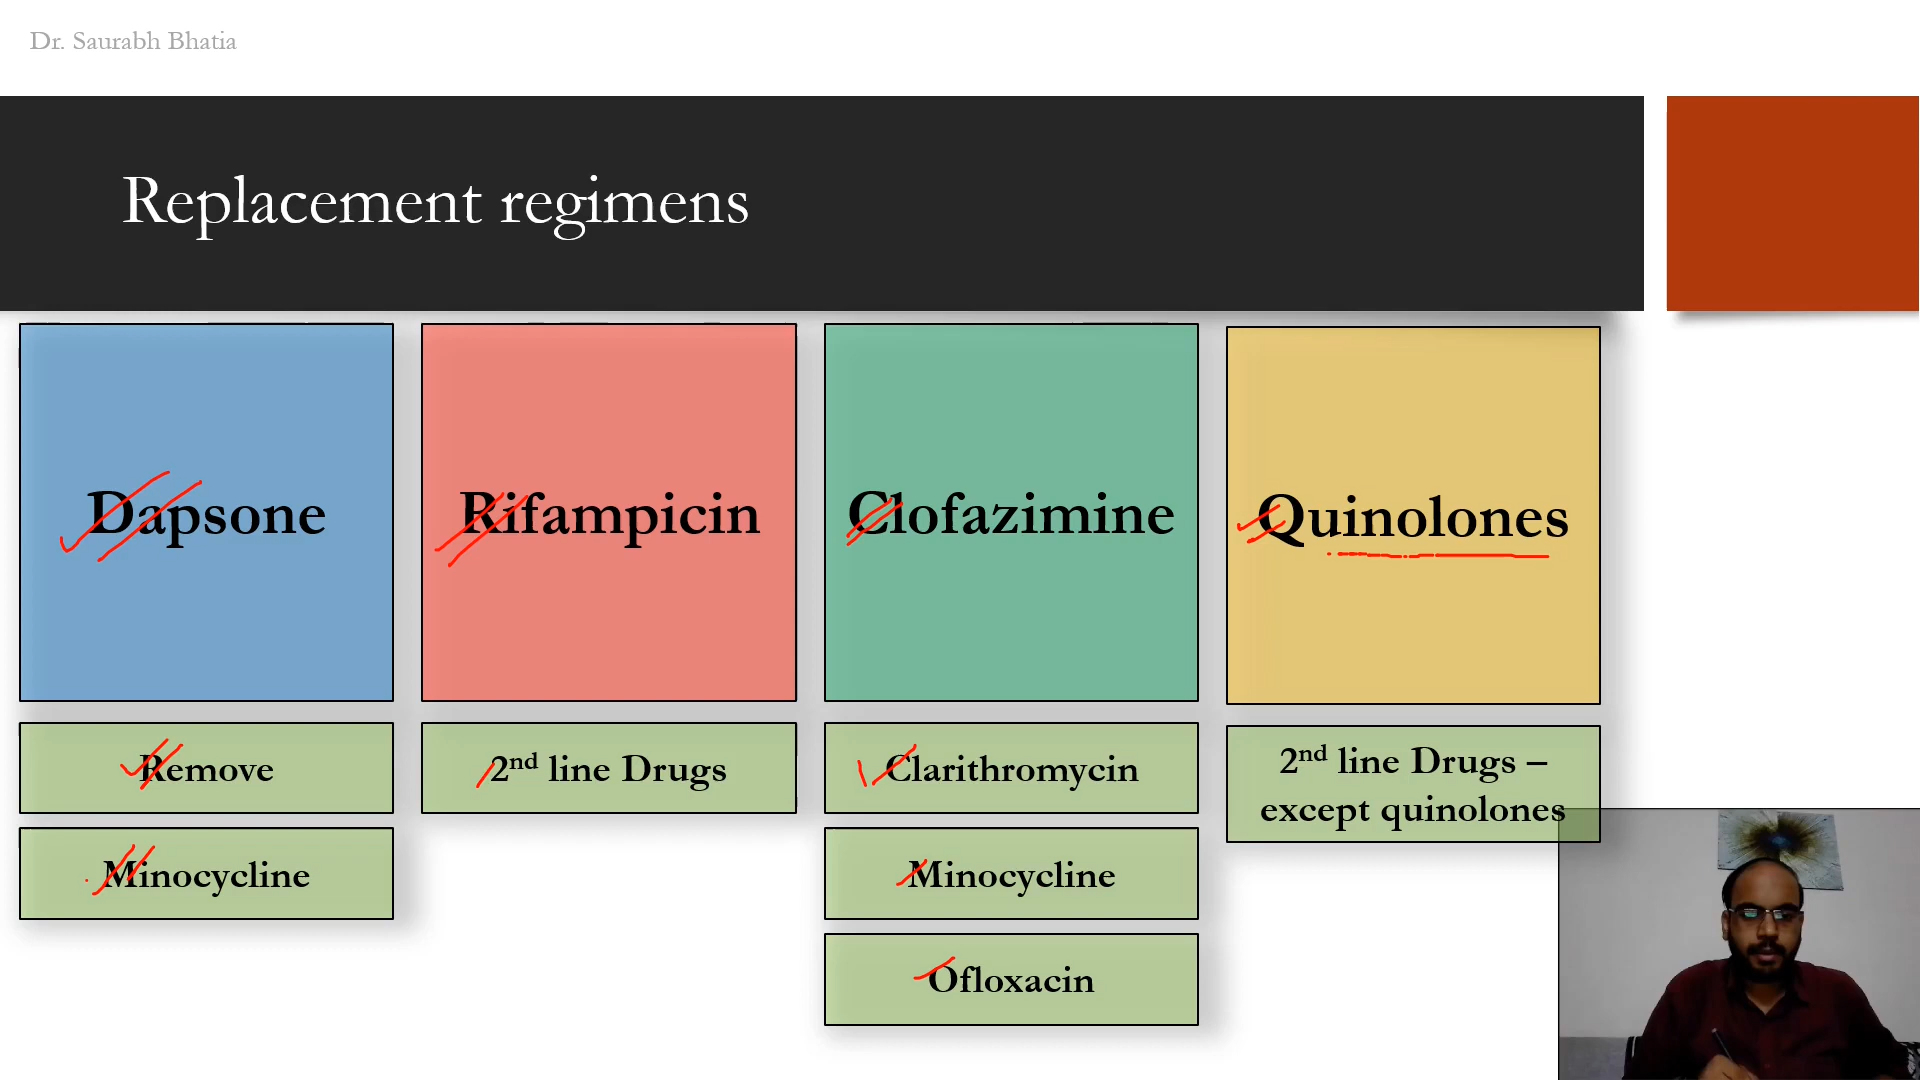 Dr. Saurabh Bhatia
Replacement regimens
Dapsone
Remove
Minocycline
Rifampicin
2nd line Drugs
Clofazimine
Clarithromycin
Minocycline
Ofloxacin
Quinolones
2nd line Drugs –
except quinolones